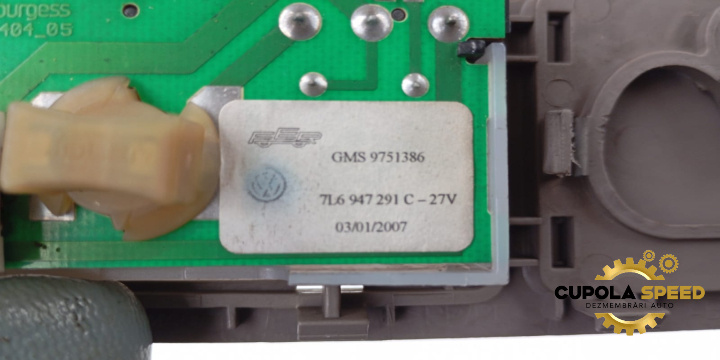 burgess
404_05
GMS 9751386
7L6 947 291 C – 27V
03/01/2007
CUPOLA SPEED
DEZMEMBRĂRI AUTO